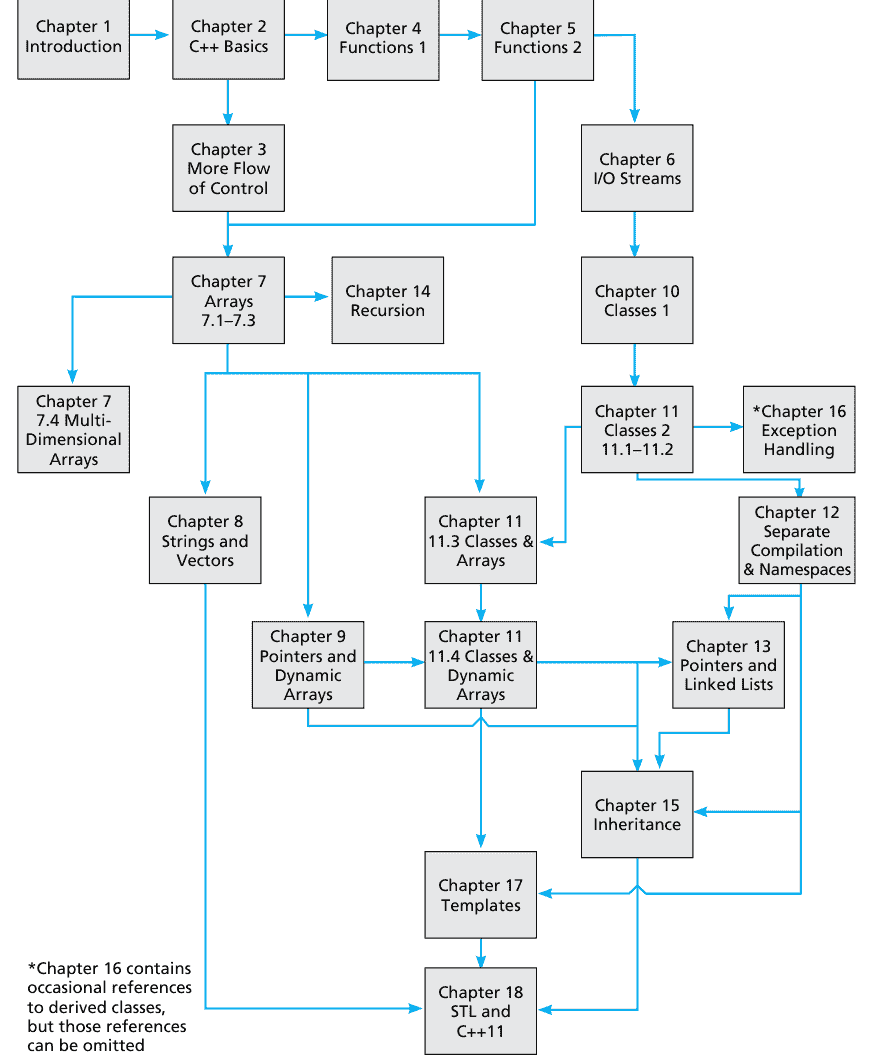 Chapter 1
Introduction
Chapter 2
C++ Basics
Chapter 4
Functions 1
Chapter 5
Functions 2
Chapter 3
More Flow
of Control
Chapter 6
I/O Streams
Chapter 7
Arrays
7.1–7.3
Chapter 14
Recursion
Chapter 10
Classes 1
Chapter 7
7.4 Multi-
Dimensional
Arrays
Chapter 11
Classes 2
11.1–11.2
*Chapter 16
Exception
Handling
Chapter 8
Strings and
Vectors
Chapter 11
11.3 Classes &
Arrays
Chapter 12
Separate
Compilation
& Namespaces
Chapter 9
Pointers and
Dynamic
Arrays
Chapter 11
11.4 Classes &
Dynamic
Arrays
Chapter 13
Pointers and
Linked Lists
Chapter 15
Inheritance
Chapter 17
Templates
*Chapter 16 contains
occasional references
to derived classes,
but those references
can be omitted
Chapter 18
STL and
C++11